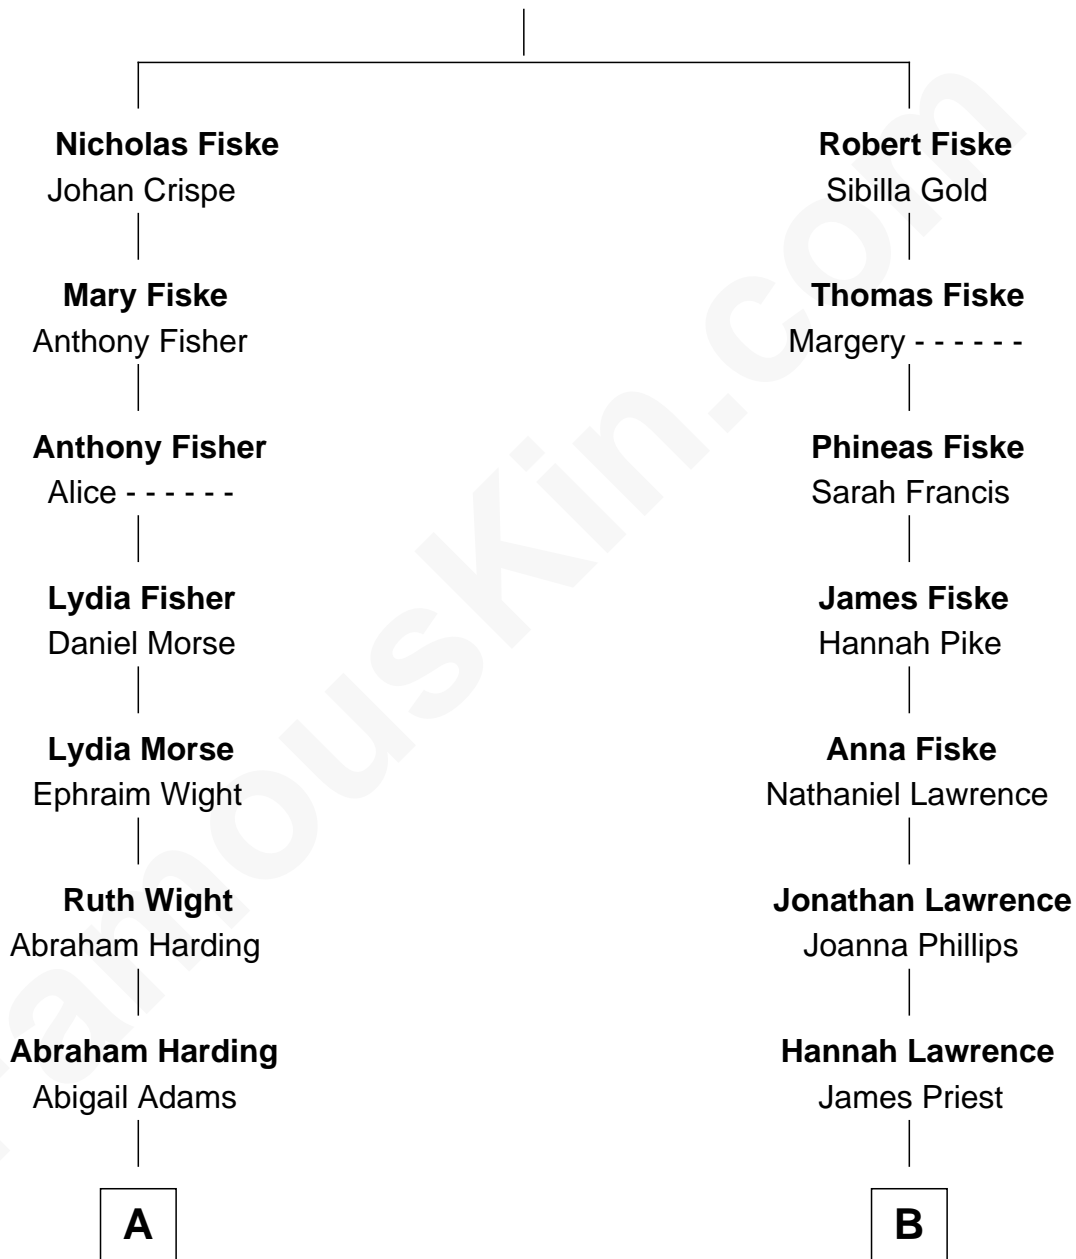 Nicholas Fiske
Johan Crispe
Mary Fiske
Anthony Fisher
Anthony Fisher
Alice - - - - - -
Lydia Fisher
Daniel Morse
Lydia Morse
Ephraim Wight
Ruth Wight
Abraham Harding
Abraham Harding
Abigail Adams
A
Robert Fiske
Sibilla Gold
Thomas Fiske
Margery - - - - - -
Phineas Fiske
Sarah Francis
James Fiske
Hannah Pike
Anna Fiske
Nathaniel Lawrence
Jonathan Lawrence
Joanna Phillips
Hannah Lawrence
James Priest
B
FamousKin.com